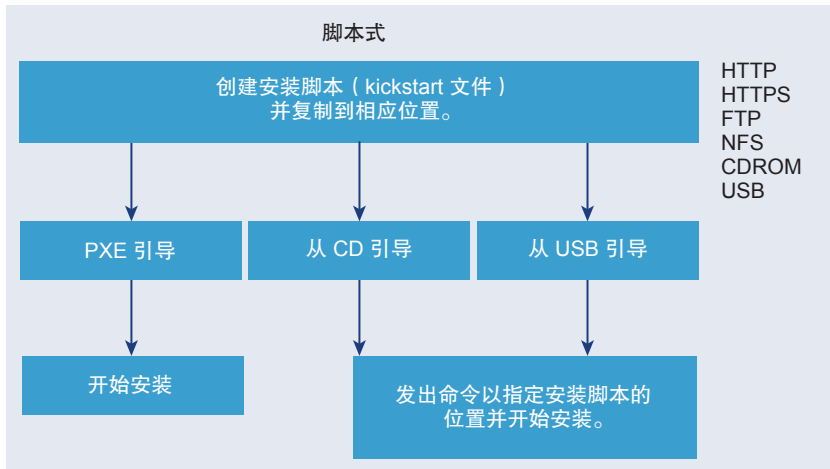 脚本式
创建安装脚本（kickstart 文件）
并复制到相应位置。
HTTP
HTTPS
FTP
NFS
CDROM
USB
PXE 引导
从 CD 引导
从 USB 引导
开始安装
发出命令以指定安装脚本的
位置并开始安装。